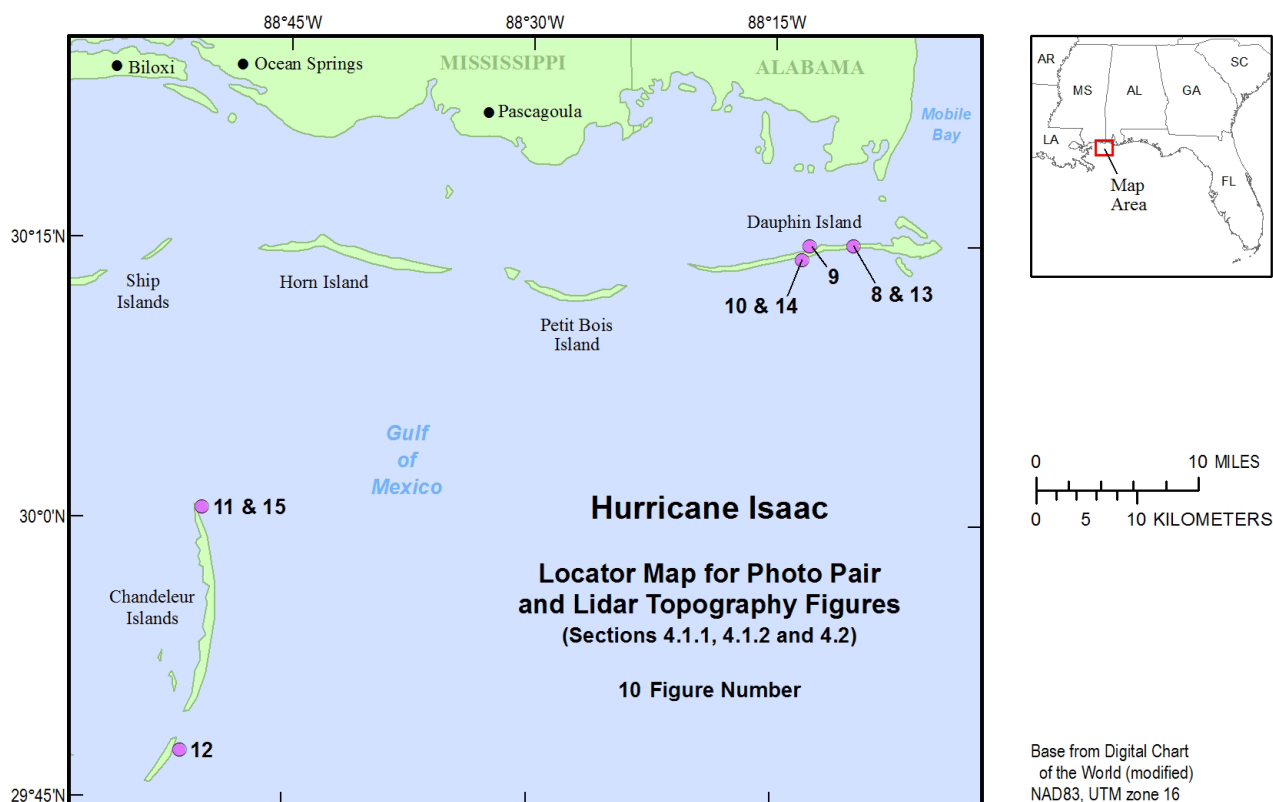 88°45'W
88°30'W
88°15'W
Biloxi
Ocean Springs
MISSISSIPPI
ALABAMA
Pascagoula
Mobile
Bay
30°15'N
Dauphin Island
Ship
Islands
Horn Island
Petit Bois
Island
10 & 14
9
8 & 13
Gulf
of
Mexico
30°0'N
11 & 15
Chandeleur
Islands
12
29°45'N
Hurricane Isaac
Locator Map for Photo Pair
and Lidar Topography Figures
(Sections 4.1.1, 4.1.2 and 4.2)
10 Figure Number
AR
SC
MS
AL
GA
LA
FL
Map
Area
0 10 MILES
0 5 10 KILOMETERS
Base from Digital Chart
of the World (modified)
NAD83, UTM zone 16